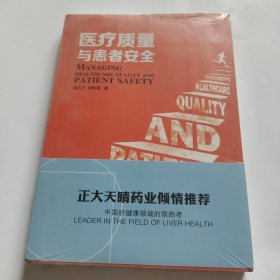 医疗质量
与患者安全
MANAGING
HEALTHCARE QUALITY AND
PATIENT SAFETY
MANAGING
HEALTHCARE
QUALITY
AND
正大天晴药业倾情推荐
中国肝健康领域的领跑者
LEADER IN THE FIELD OF LIVER HEALTH